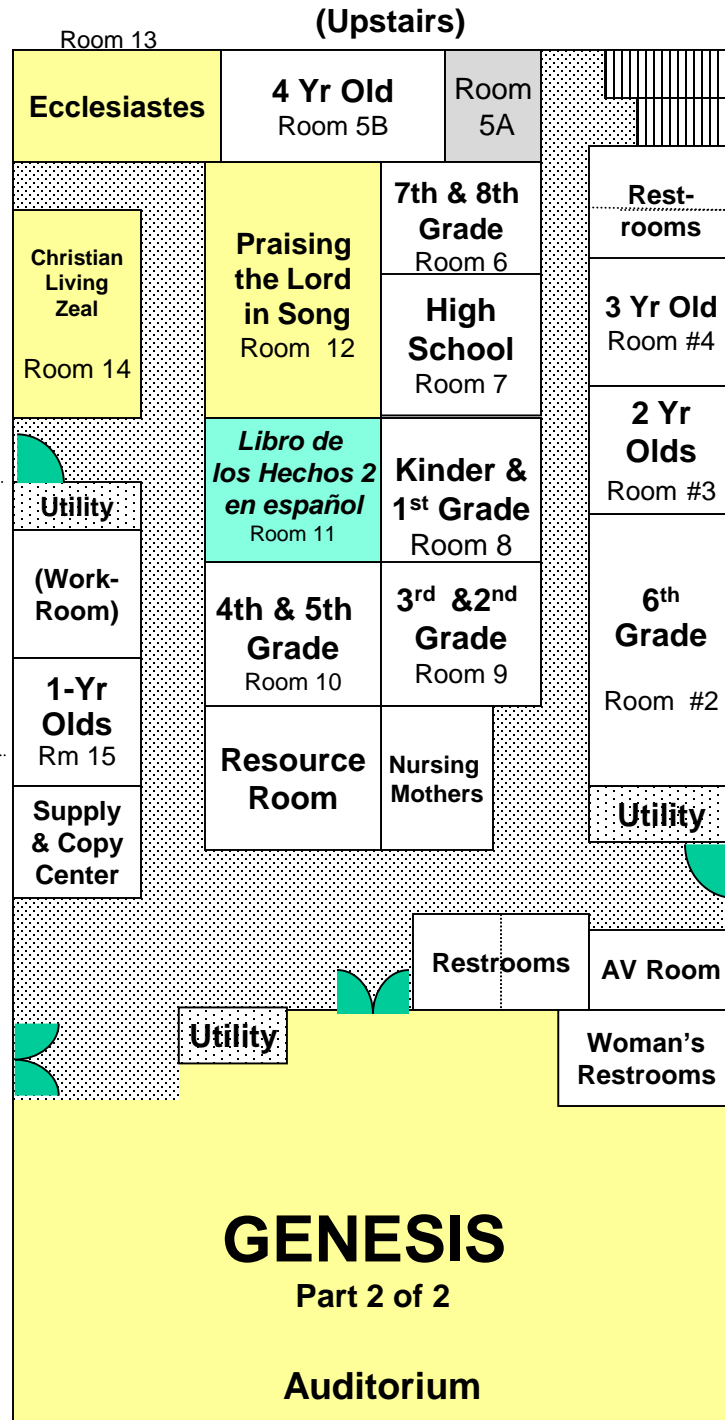 (Upstairs)
Room 13
Ecclesiastes
4 Yr Old
Room 5B
Room
5A
Rest-
rooms
7th & 8th
Grade
Room 6
Praising
the Lord
in Song
Room 12
Christian
Living
Zeal
Room 14
High
School
Room 7
3 Yr Old
Room #4
2 Yr
Olds
Room #3
Libro de
los Hechos 2
en español
Room 11
Kinder &
1st Grade
Room 8
Utility
(Work-
Room)
4th & 5th
Grade
Room 10
3rd &2nd
Grade
Room 9
6th
Grade
Room #2
1-Yr
Olds
Rm 15
Resource
Room
Nursing
Mothers
Supply
& Copy
Center
Utility
Restrooms
AV Room
Utility
Woman's
Restrooms
GENESIS
Part 2 of 2
Auditorium